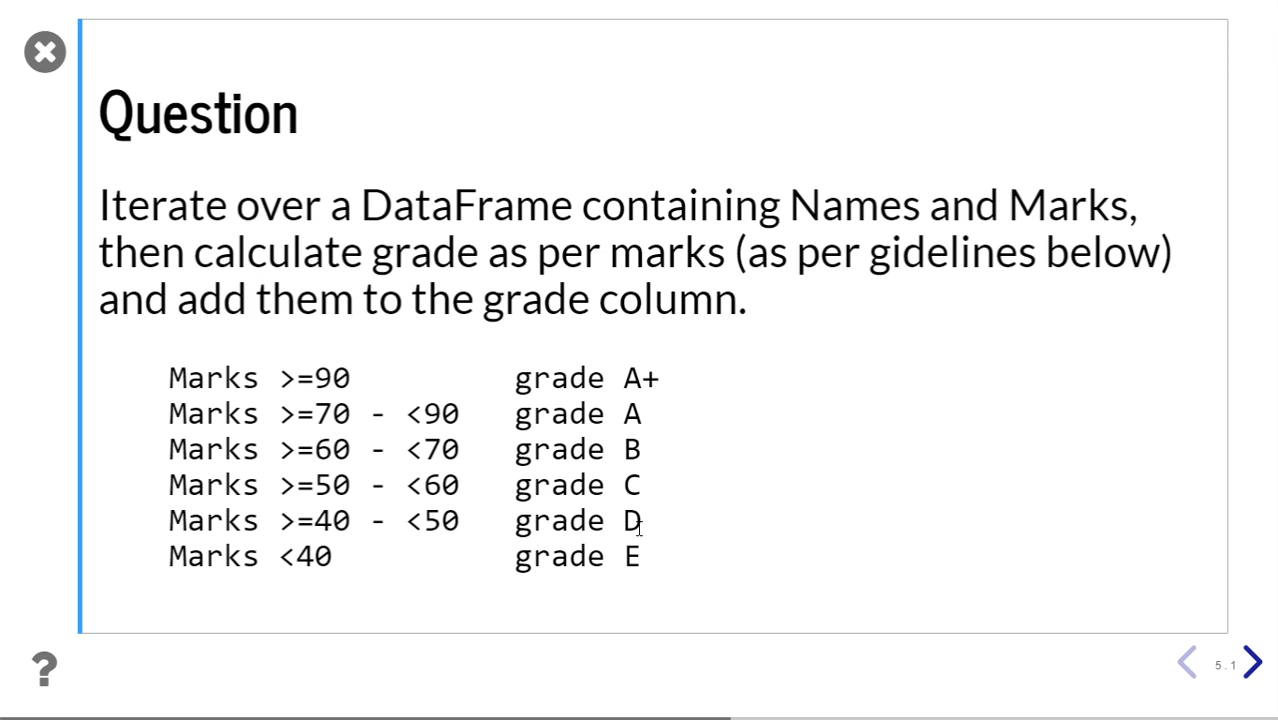 Question
Iterate over a DataFrame containing Names and Marks,
then calculate grade as per marks (as per gidelines below)
and add them to the grade column.
Marks >=90 grade A+
Marks >=70 - <90 grade A
Marks >=60 - <70 grade B
Marks >=50 - <60 grade C
Marks >=40 - <50 grade D
Marks <40 grade E
?
5.1